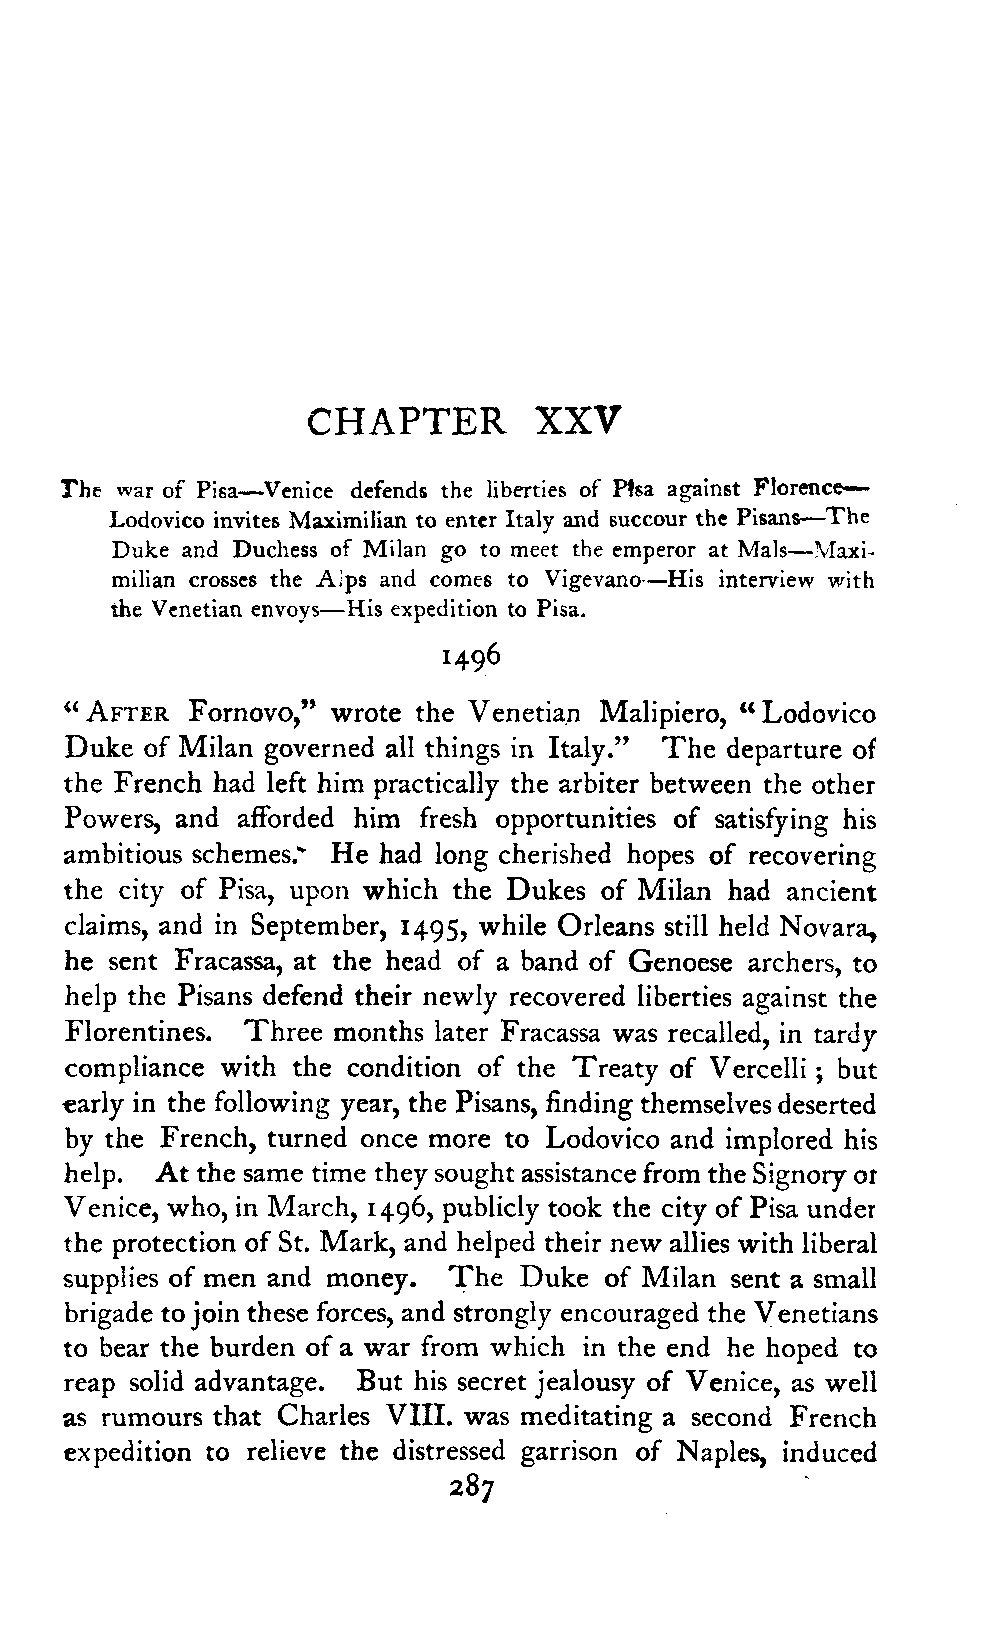 CHAPTER XXV
The war of Pisa—Venice defends the liberties of Pisa against Florence—
Lodovico invites Maximilian to enter Italy and succour the Pisans—The
Duke and Duchess of Milan go to meet the emperor at Mals—Maxi-
milian crosses the Alps and comes to Vigevano—His interview with
the Venetian envoys—His expedition to Pisa.
1496
“AFTER Fornovo,” wrote the Venetian Malipiero, “Lodovico
Duke of Milan governed all things in Italy.” The departure of
the French had left him practically the arbiter between the other
Powers, and afforded him fresh opportunities of satisfying his
ambitious schemes. He had long cherished hopes of recovering
the city of Pisa, upon which the Dukes of Milan had ancient
claims, and in September, 1495, while Orleans still held Novara,
he sent Fracassa, at the head of a band of Genoese archers, to
help the Pisans defend their newly recovered liberties against the
Florentines. Three months later Fracassa was recalled, in tardy
compliance with the condition of the Treaty of Vercelli ; but
early in the following year, the Pisans, finding themselves deserted
by the French, turned once more to Lodovico and implored his
help. At the same time they sought assistance from the Signory of
Venice, who, in March, 1496, publicly took the city of Pisa under
the protection of St. Mark, and helped their new allies with liberal
supplies of men and money. The Duke of Milan sent a small
brigade to join these forces, and strongly encouraged the Venetians
to bear the burden of a war from which in the end he hoped to
reap solid advantage. But his secret jealousy of Venice, as well
as rumours that Charles VIII. was meditating a second French
expedition to relieve the distressed garrison of Naples, induced
287